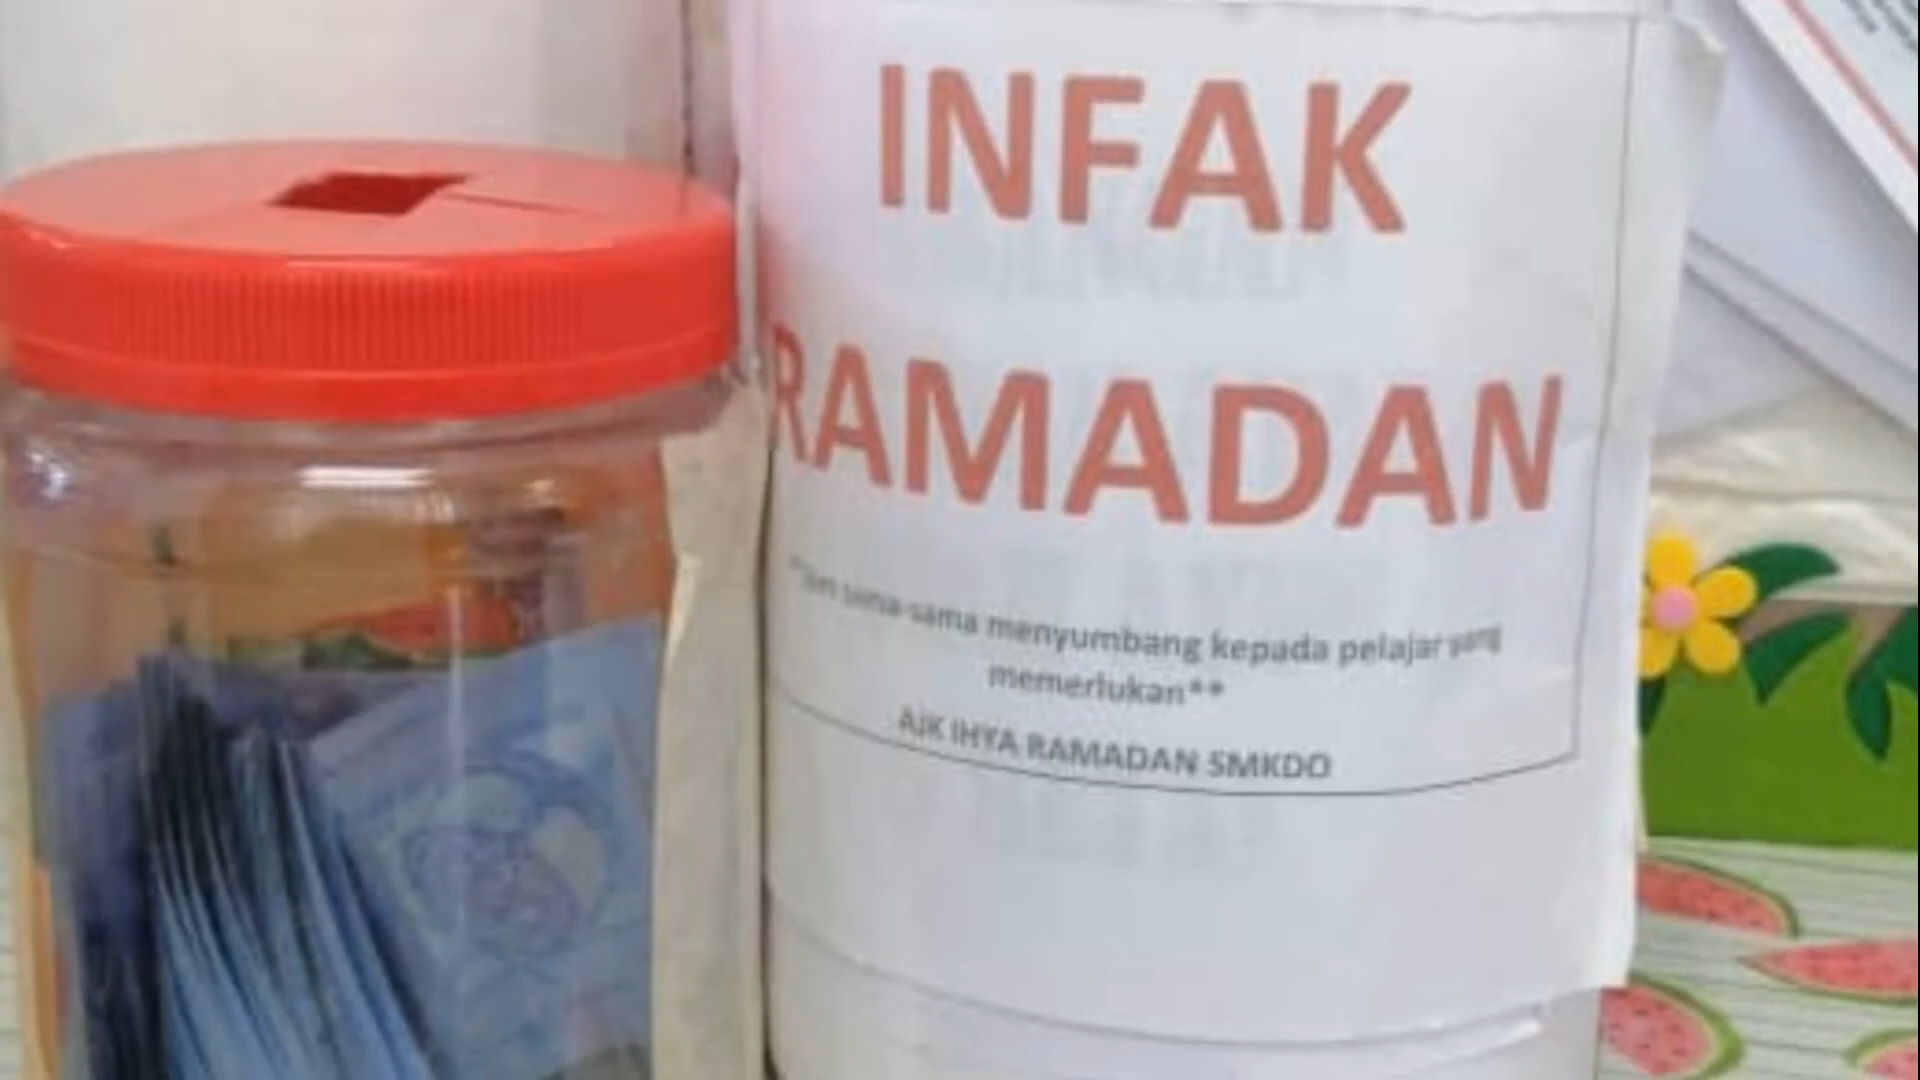 INFAK
RAMADAN
sama-sama menyumbang kepada pelajar yang
memerlukan**
AJK IHYA RAMADAN SMKDO